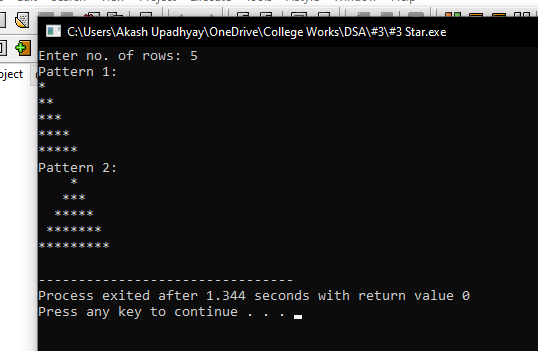 C:\Users\Akash Upadhyay\OneDrive\College Works\DSA\#3\#3 Star.exe
Enter no. of rows: 5
oject
Pattern 1:
*
**
***
****
*****
Pattern 2:
    *
   ***
  *****
 *******
*********
--------------------------------
Process exited after 1.344 seconds with return value 0
Press any key to continue . . .